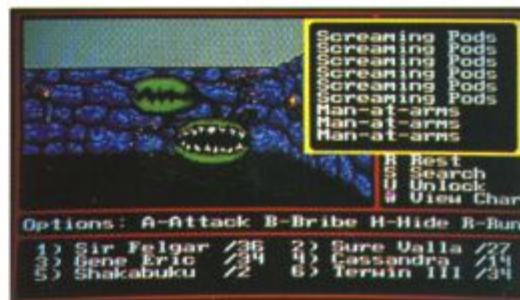 Screaming Pods
Screaming Pods
Screaming Pods
Screaming Pods
Screaming Pods
Screaming Pods
Man-at-arms
Man-at-arms
Man-at-arms
R Rest
S Search
U Unlock
# View Char
Options: A-Attack B-Bribe H-Hide R-Run
1) Sir Felgar /36 2) Sure Valla /27
3) Gene Eric /34 4) Cassandra /14
5) Shakabuku /2 6) Terwin III /34